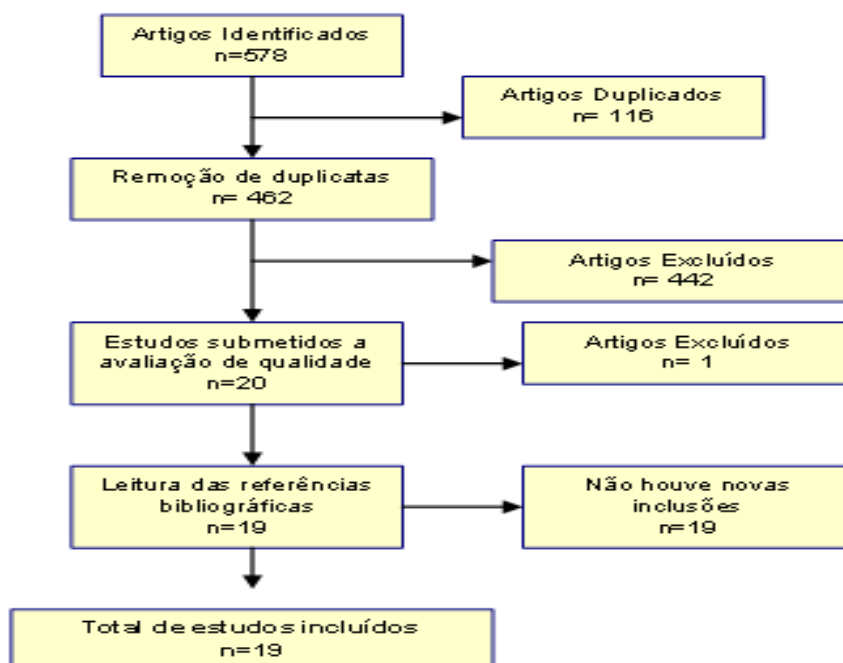 Artigos Identificados
n=578
Artigos Duplicados
n= 116
Remoção de duplicatas
n= 462
Artigos Excluídos
n= 442
Estudos submetidos a
avaliação de qualidade
n=20
Artigos Excluídos
n= 1
Leitura das referências
bibliográficas
n=19
Não houve novas
inclusões
n=19
Total de estudos incluídos
n=19